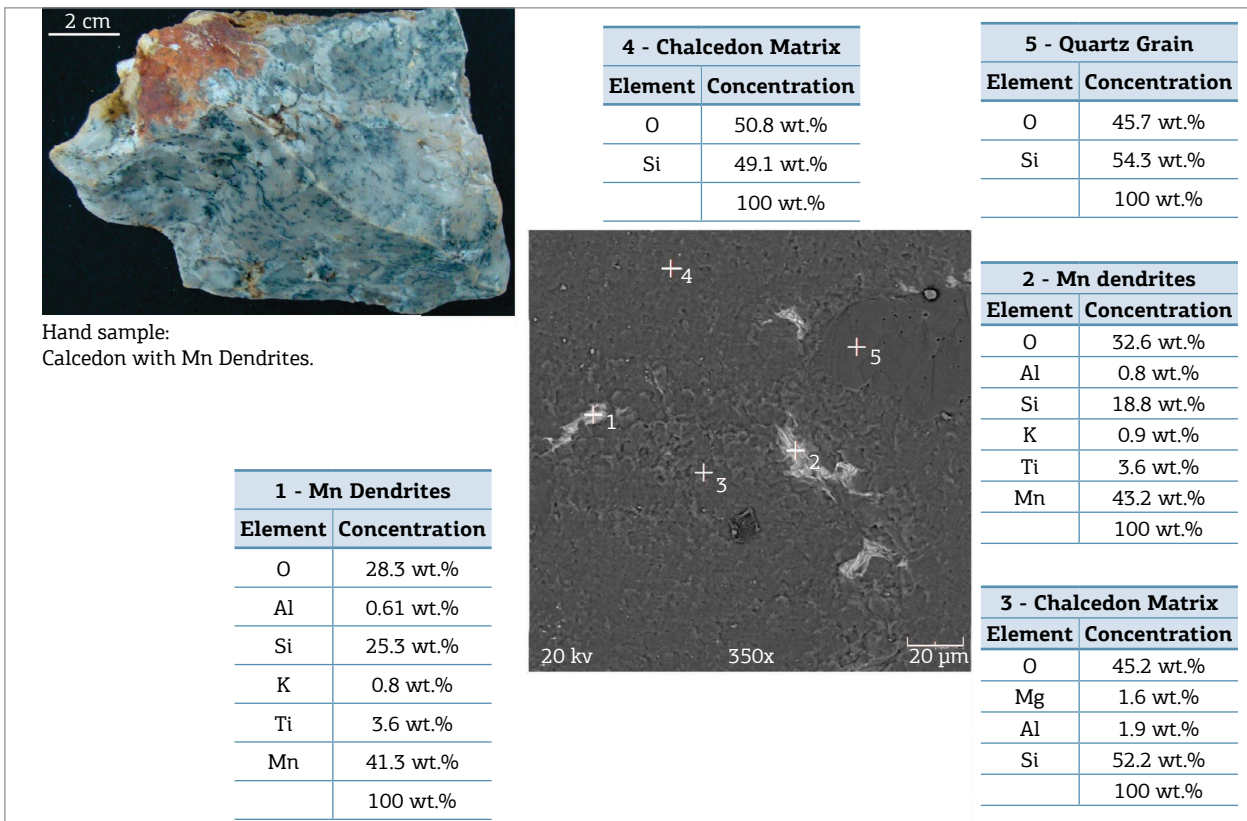 2 cm
Hand sample:
Calcedon with Mn Dendrites.
4 - Chalcedon Matrix
Element Concentration
O 50.8 wt.%
Si 49.1 wt.%
100 wt.%
5 - Quartz Grain
Element Concentration
O 45.7 wt.%
Si 54.3 wt.%
100 wt.%
4
5
1
2
3
20 kv 350x 20 µm
2 - Mn dendrites
Element Concentration
O 32.6 wt.%
Al 0.8 wt.%
Si 18.8 wt.%
K 0.9 wt.%
Ti 3.6 wt.%
Mn 43.2 wt.%
100 wt.%
1 - Mn Dendrites
Element Concentration
O 28.3 wt.%
Al 0.61 wt.%
Si 25.3 wt.%
K 0.8 wt.%
Ti 3.6 wt.%
Mn 41.3 wt.%
100 wt.%
3 - Chalcedon Matrix
Element Concentration
O 45.2 wt.%
Mg 1.6 wt.%
Al 1.9 wt.%
Si 52.2 wt.%
100 wt.%